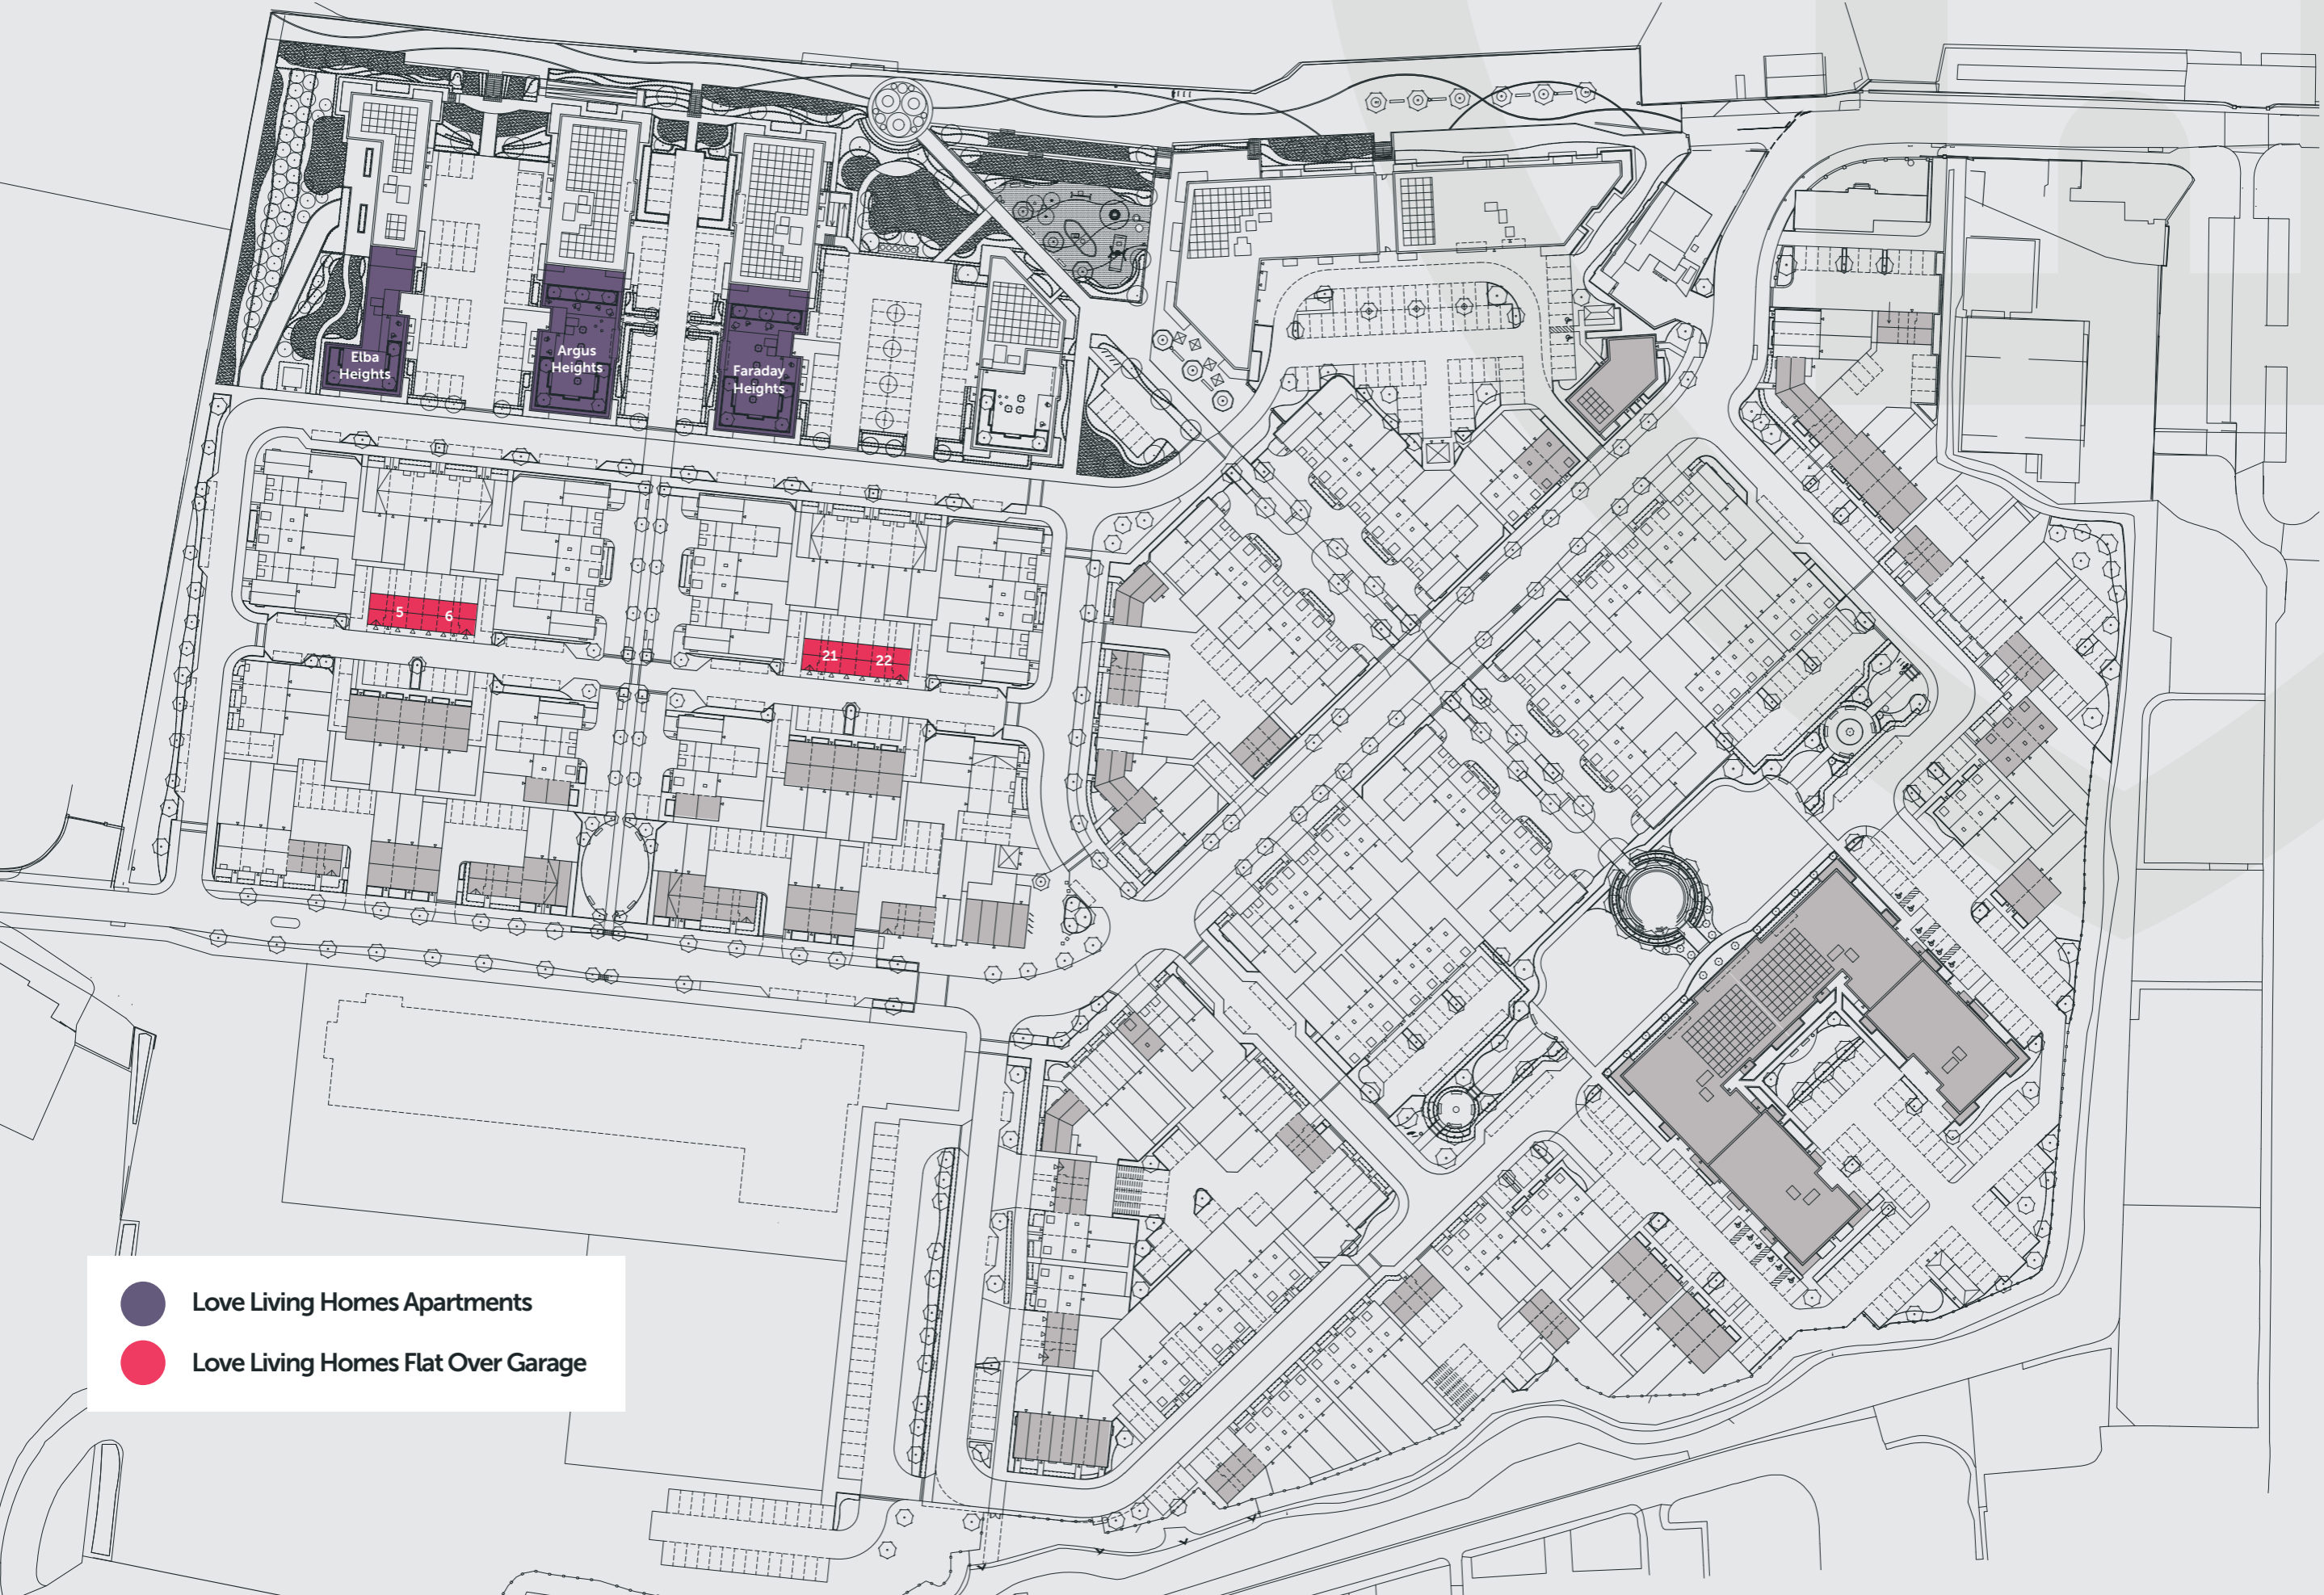 Elba
Heights
Argus
Heights
Faraday
Heights
5
6
21
22
Love Living Homes Apartments
Love Living Homes Flat Over Garage